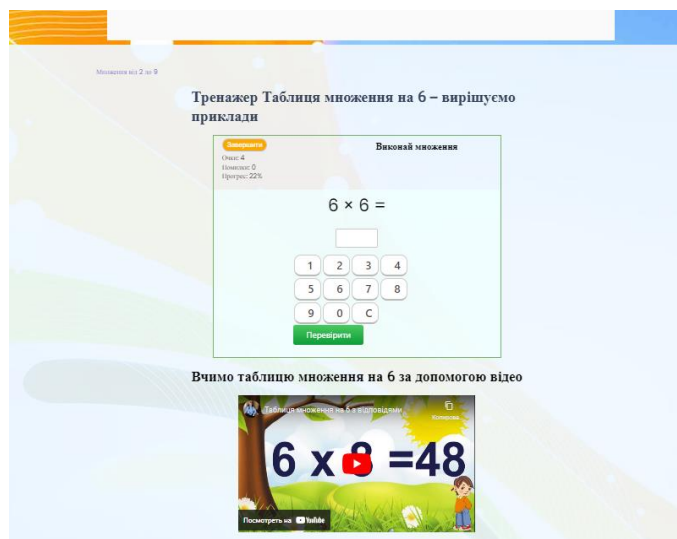 Множення від 2 до 9
Тренажер Таблиця множення на 6 – вирішуємо
приклади
Завершити
Виконай множення
Очки: 4
Помилки: 0
Прогрес: 22%
6 × 6 =
1 2 3 4
5 6 7 8
9 0 C
Перевірити
Вчимо таблицю множення на 6 за допомогою відео
Таблиця множення на 6 з відповідями
6 x 8 =48
Посмотреть на YouTube